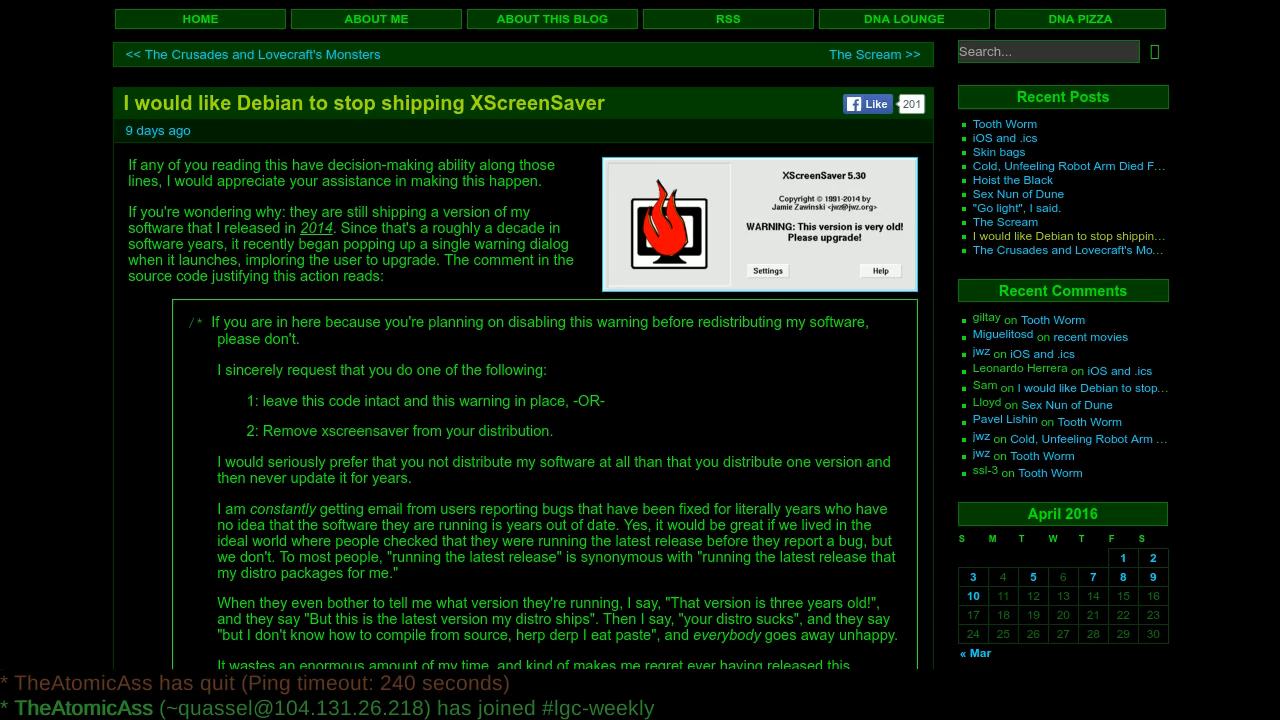 HOME ABOUT ME ABOUT THIS BLOG RSS DNA LOUNGE DNA PIZZA
<< The Crusades and Lovecraft's Monsters The Scream >>
Search...
I would like Debian to stop shipping XScreenSaver
Like 201
9 days ago
If any of you reading this have decision-making ability along those
lines, I would appreciate your assistance in making this happen.
If you're wondering why: they are still shipping a version of my
software that I released in 2014. Since that's a roughly a decade in
software years, it recently began popping up a single warning dialog
when it launches, imploring the user to upgrade. The comment in the
source code justifying this action reads:
XScreenSaver 5.30
Copyright © 1991-2014 by
Jamie Zawinski <jwz@jwz.org>
WARNING: This version is very old!
Please upgrade!
Settings Help
/* If you are in here because you're planning on disabling this warning before redistributing my software,
please don't.
I sincerely request that you do one of the following:
1: leave this code intact and this warning in place, -OR-
2: Remove xscreensaver from your distribution.
I would seriously prefer that you not distribute my software at all than that you distribute one version and
then never update it for years.
I am constantly getting email from users reporting bugs that have been fixed for literally years who have
no idea that the software they are running is years out of date. Yes, it would be great if we lived in the
ideal world where people checked that they were running the latest release before they report a bug, but
we don't. To most people, "running the latest release" is synonymous with "running the latest release that
my distro packages for me."
When they even bother to tell me what version they're running, I say, "That version is three years old!",
and they say "But this is the latest version my distro ships". Then I say, "your distro sucks", and they say
"but I don't know how to compile from source, herp derp I eat paste", and everybody goes away unhappy.
It wastes an enormous amount of my time, and kind of makes me regret ever having released this
Recent Posts
Tooth Worm
iOS and .ics
Skin bags
Cold, Unfeeling Robot Arm Died F...
Hoist the Black
Sex Nun of Dune
"Go light", I said.
The Scream
I would like Debian to stop shippin...
The Crusades and Lovecraft's Mo...
Recent Comments
giltay on Tooth Worm
Miguelitosd on recent movies
jwz on iOS and .ics
Leonardo Herrera on iOS and .ics
Sam on I would like Debian to stop...
Lloyd on Sex Nun of Dune
Pavel Lishin on Tooth Worm
jwz on Cold, Unfeeling Robot Arm ...
jwz on Tooth Worm
ssl-3 on Tooth Worm
April 2016
S M T W T F S
1 2
3 4 5 6 7 8 9
10 11 12 13 14 15 16
17 18 19 20 21 22 23
24 25 26 27 28 29 30
« Mar
* TheAtomicAss has quit (Ping timeout: 240 seconds)
* TheAtomicAss (~quassel@104.131.26.218) has joined #lgc-weekly